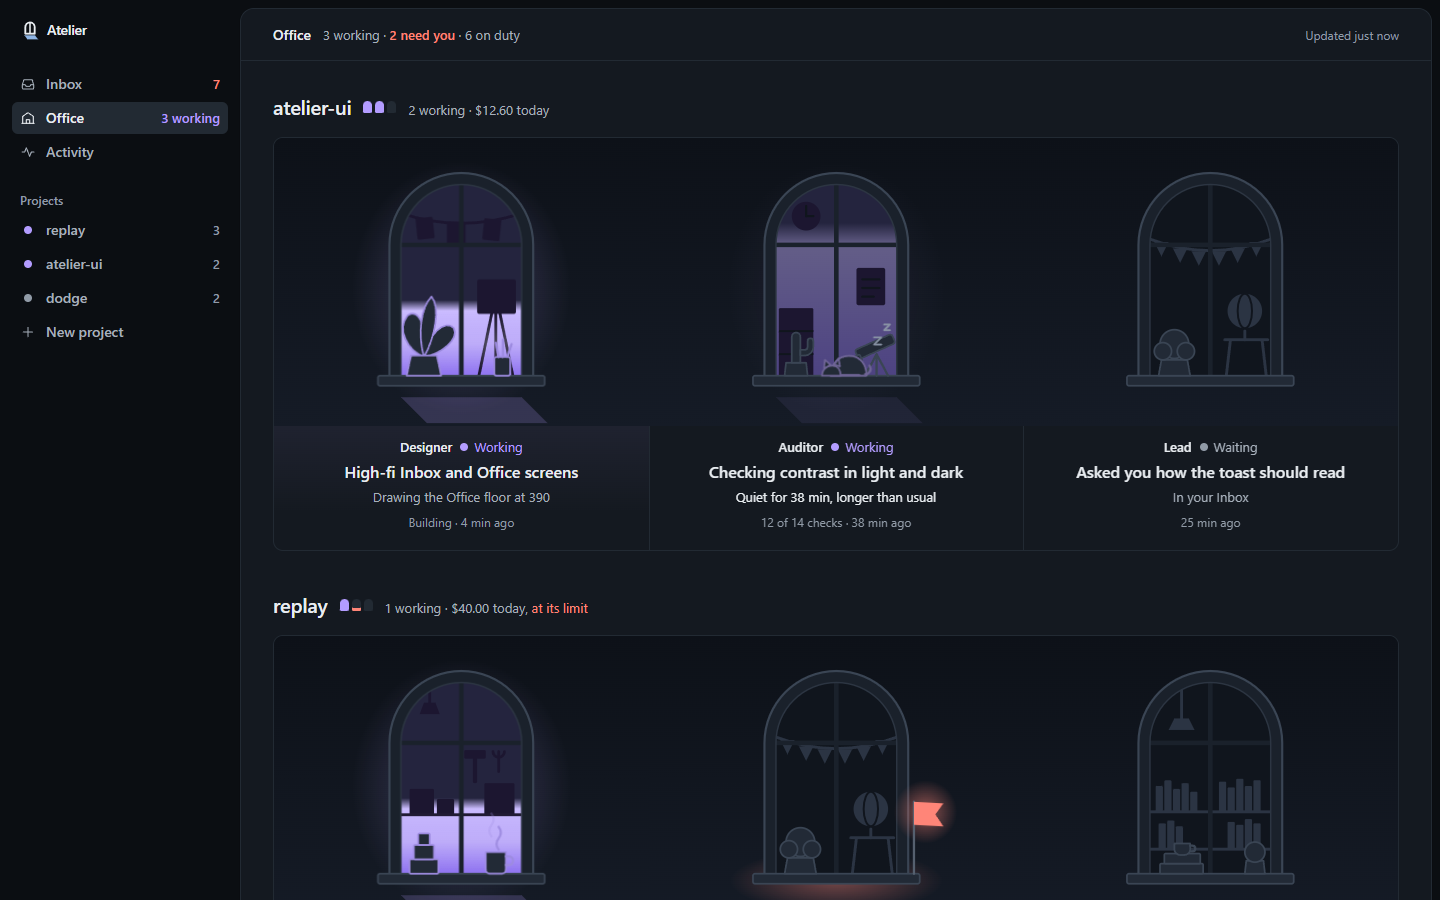 Atelier
Inbox 7
Office 3 working
Activity
Projects
replay 3
atelier-ui 2
dodge 2
New project
Office 3 working · 2 need you · 6 on duty
Updated just now
atelier-ui 2 working · $12.60 today
z
z
Designer Working
High-fi Inbox and Office screens
Drawing the Office floor at 390
Building · 4 min ago
Auditor Working
Checking contrast in light and dark
Quiet for 38 min, longer than usual
12 of 14 checks · 38 min ago
Lead Waiting
Asked you how the toast should read
In your Inbox
25 min ago
replay 1 working · $40.00 today, at its limit